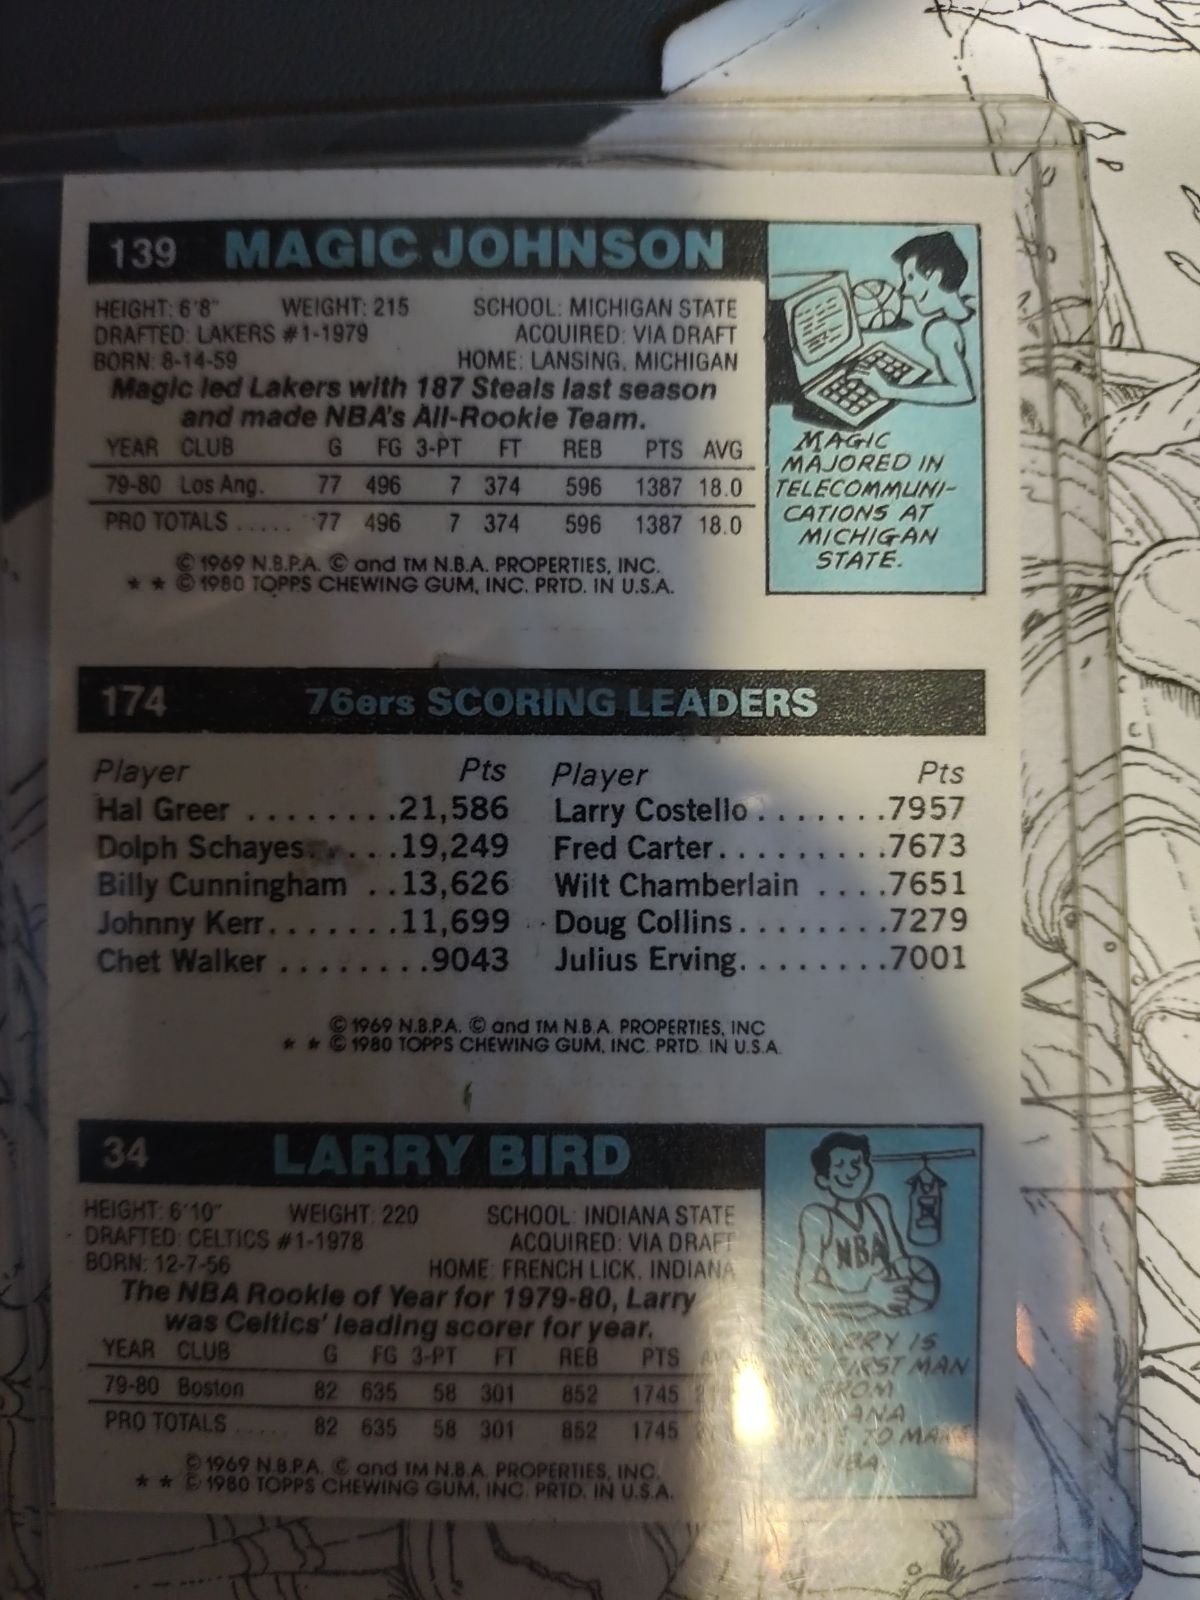 139 MAGIC JOHNSON
HEIGHT: 6'8" WEIGHT: 215 SCHOOL: MICHIGAN STATE
DRAFTED: LAKERS #1-1979 ACQUIRED: VIA DRAFT
BORN: 8-14-59 HOME: LANSING, MICHIGAN
Magic led Lakers with 187 Steals last season
and made NBA's All-Rookie Team.
YEAR CLUB G FG 3-PT FT REB PTS AVG
79-80 Los Ang. 77 496 7 374 596 1387 18.0
PRO TOTALS ..... 77 496 7 374 596 1387 18.0
© 1969 N.B.P.A. © and TM N.B.A. PROPERTIES, INC.
* * © 1980 TOPPS CHEWING GUM, INC. PRTD. IN U.S.A.
MAGIC
MAJORED IN
TELECOMMUNI-
CATIONS AT
MICHIGAN
STATE.
174 76ers SCORING LEADERS
Player Pts Player Pts
Hal Greer ........21,586 Larry Costello.......7957
Dolph Schayes.....19,249 Fred Carter.........7673
Billy Cunningham ..13,626 Wilt Chamberlain ....7651
Johnny Kerr.......11,699 Doug Collins........7279
Chet Walker ........9043 Julius Erving........7001
© 1969 N.B.P.A. © and TM N.B.A. PROPERTIES, INC
* * © 1980 TOPPS CHEWING GUM, INC. PRTD. IN U.S.A.
34 LARRY BIRD
HEIGHT: 6'10" WEIGHT: 220 SCHOOL: INDIANA STATE
DRAFTED: CELTICS #1-1978 ACQUIRED: VIA DRAFT
BORN: 12-7-56 HOME: FRENCH LICK, INDIANA
The NBA Rookie of Year for 1979-80, Larry
was Celtics' leading scorer for year.
YEAR CLUB G FG 3-PT FT REB PTS
79-80 Boston 82 635 58 301 852 1745
PRO TOTALS ..... 82 635 58 301 852 1745
© 1969 N.B.P.A. © and TM N.B.A. PROPERTIES, INC.
* * © 1980 TOPPS CHEWING GUM, INC. PRTD. IN U.S.A.
NBA
LARRY IS
FIRST MAN
FROM
INDIANA
TO MAKE
NBA.